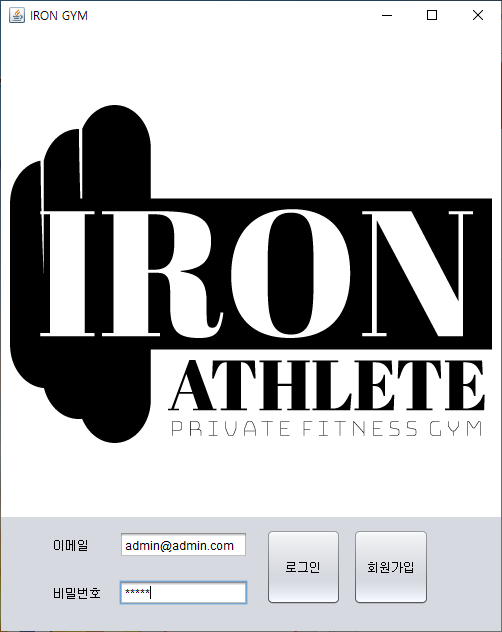 IRON GYM
IRON
ATHLETE
PRIVATE FITNESS GYM
이메일
admin@admin.com
로그인
회원가입
비밀번호
*****